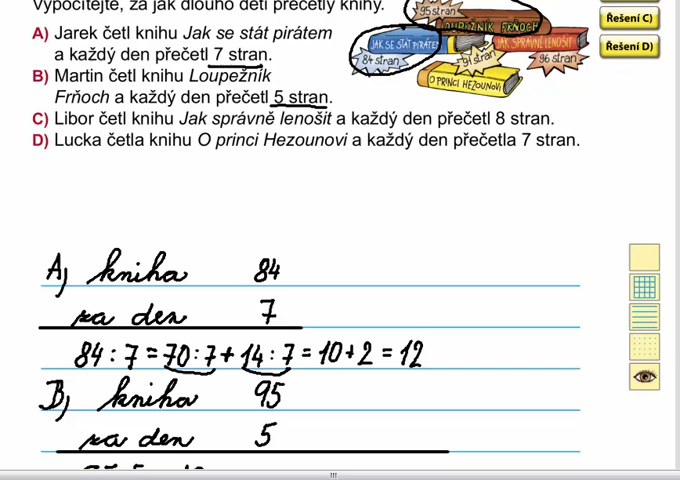 Vypočítejte, za jak dlouho děti přečetly knihy.
A) Jarek četl knihu Jak se stát pirátem
a každý den přečetl 7 stran.
B) Martin četl knihu Loupežník
Frňoch a každý den přečetl 5 stran.
C) Libor četl knihu Jak správně lenošit a každý den přečetl 8 stran.
D) Lucka četla knihu O princi Hezounovi a každý den přečetla 7 stran.
95 stran
LOUPEŽNÍK FRŇOCH
JAK SE STÁT PIRÁTEM
JAK SPRÁVNĚ LENOŠIT
84 stran
91 stran
96 stran
O PRINCI HEZOUNOVI
Řešení C)
Řešení D)
A) kniha 84
za den 7
84 : 7 = 70 : 7 + 14 : 7 = 10 + 2 = 12
B) kniha 95
za den 5